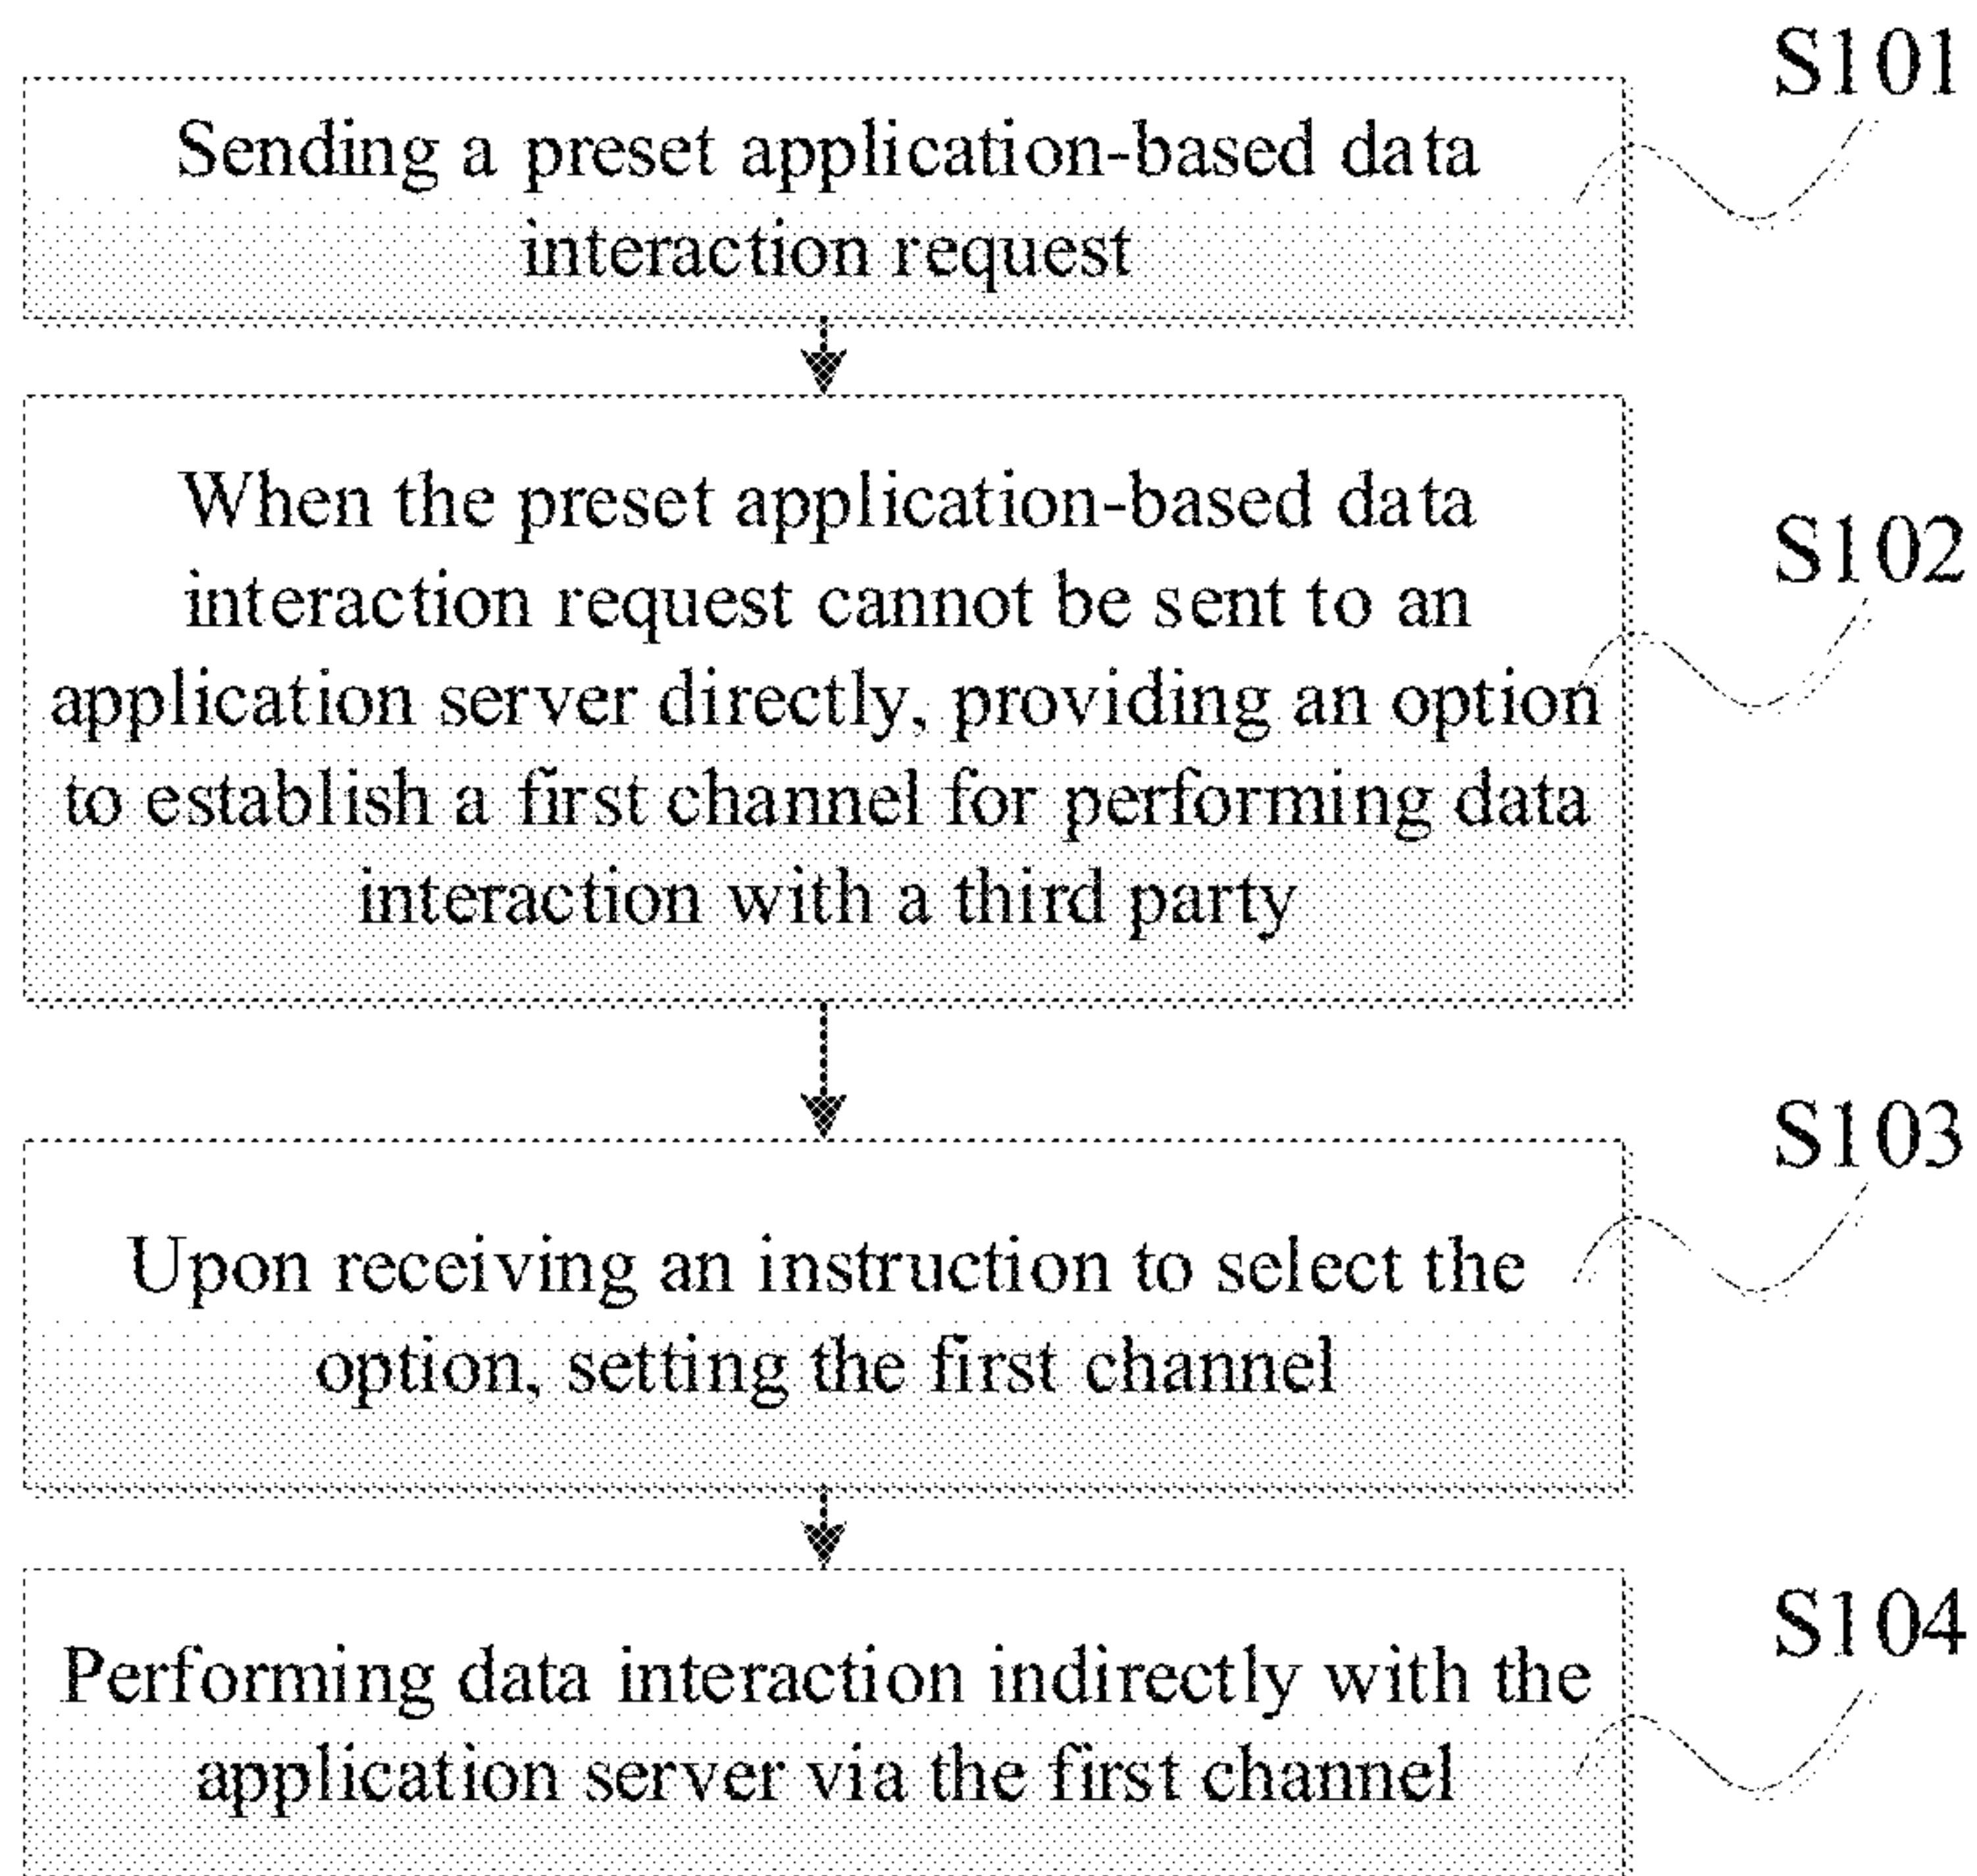 S101
Sending a preset application-based data
interaction request
When the preset application-based data
interaction request cannot be sent to an
application server directly, providing an option
to establish a first channel for performing data
interaction with a third party
S102
Upon receiving an instruction to select the
option, setting the first channel
S103
Performing data interaction indirectly with the
application server via the first channel
S104